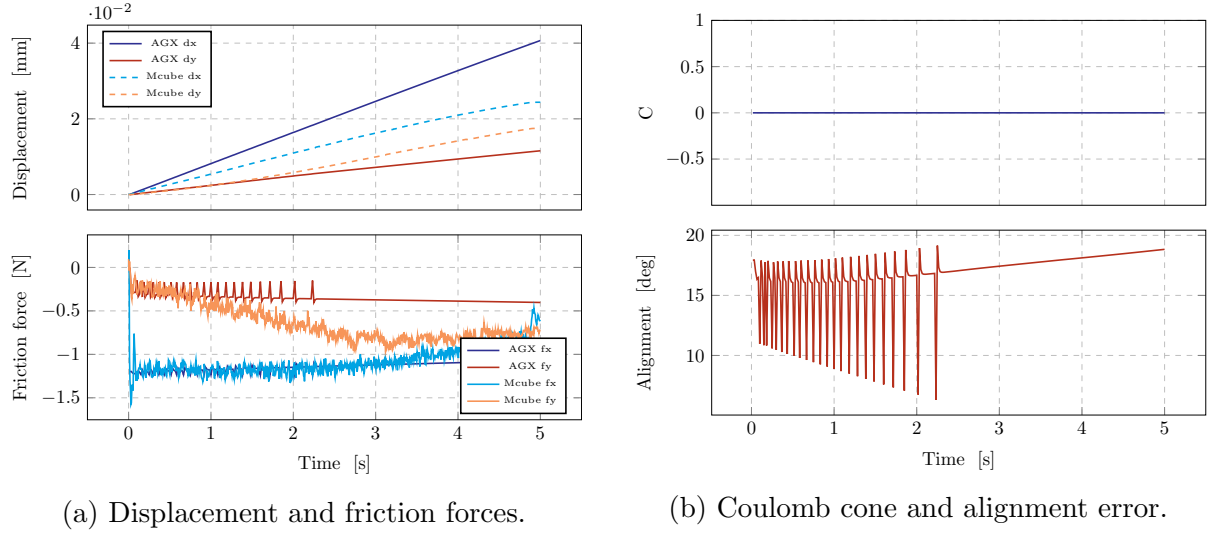 ·10−2
4
2
0
Displacement [mm]
AGX dx
AGX dy
Mcube dx
Mcube dy
0
−0.5
−1
−1.5
Friction force [N]
AGX fx
AGX fy
Mcube fx
Mcube fy
0 1 2 3 4 5
Time [s]
(a) Displacement and friction forces.
1
0.5
0
−0.5
C
20
15
10
Alignment [deg]
0 1 2 3 4 5
Time [s]
(b) Coulomb cone and alignment error.